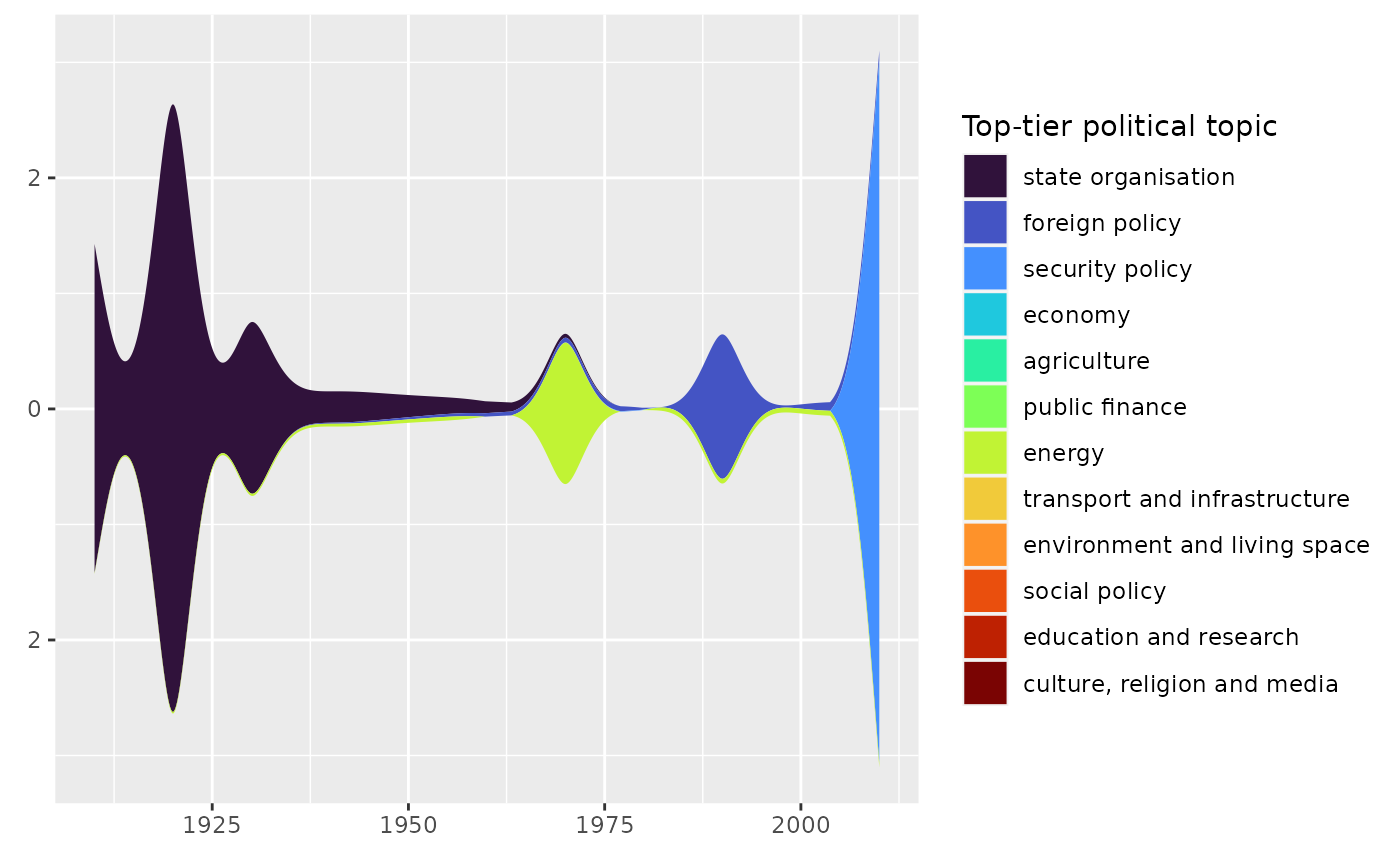 2
0
2
1925
1950
1975
2000
Top-tier political topic
state organisation
foreign policy
security policy
economy
agriculture
public finance
energy
transport and infrastructure
environment and living space
social policy
education and research
culture, religion and media